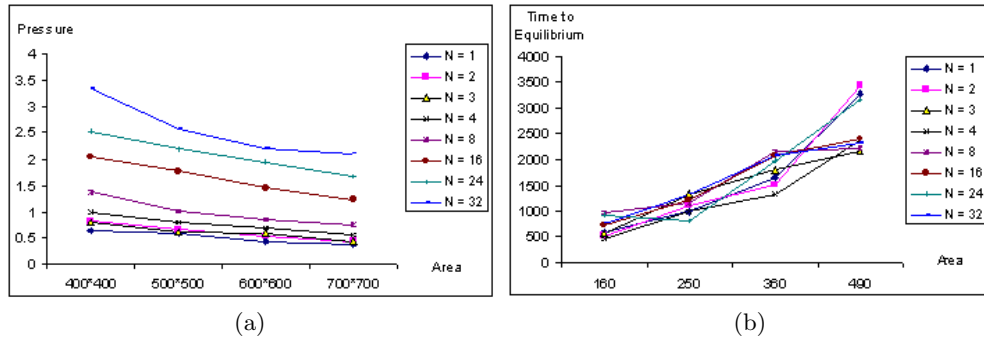 Pressure
4
3.5
3
2.5
2
1.5
1
0.5
0
400*400
500*500
600*600
700*700
Area
N = 1
N = 2
N = 3
N = 4
N = 8
N = 16
N = 24
N = 32
(a)
Time to
Equilibrium
4000
3500
3000
2500
2000
1500
1000
500
0
160
250
360
490
Area
N = 1
N = 2
N = 3
N = 4
N = 8
N = 16
N = 24
N = 32
(b)